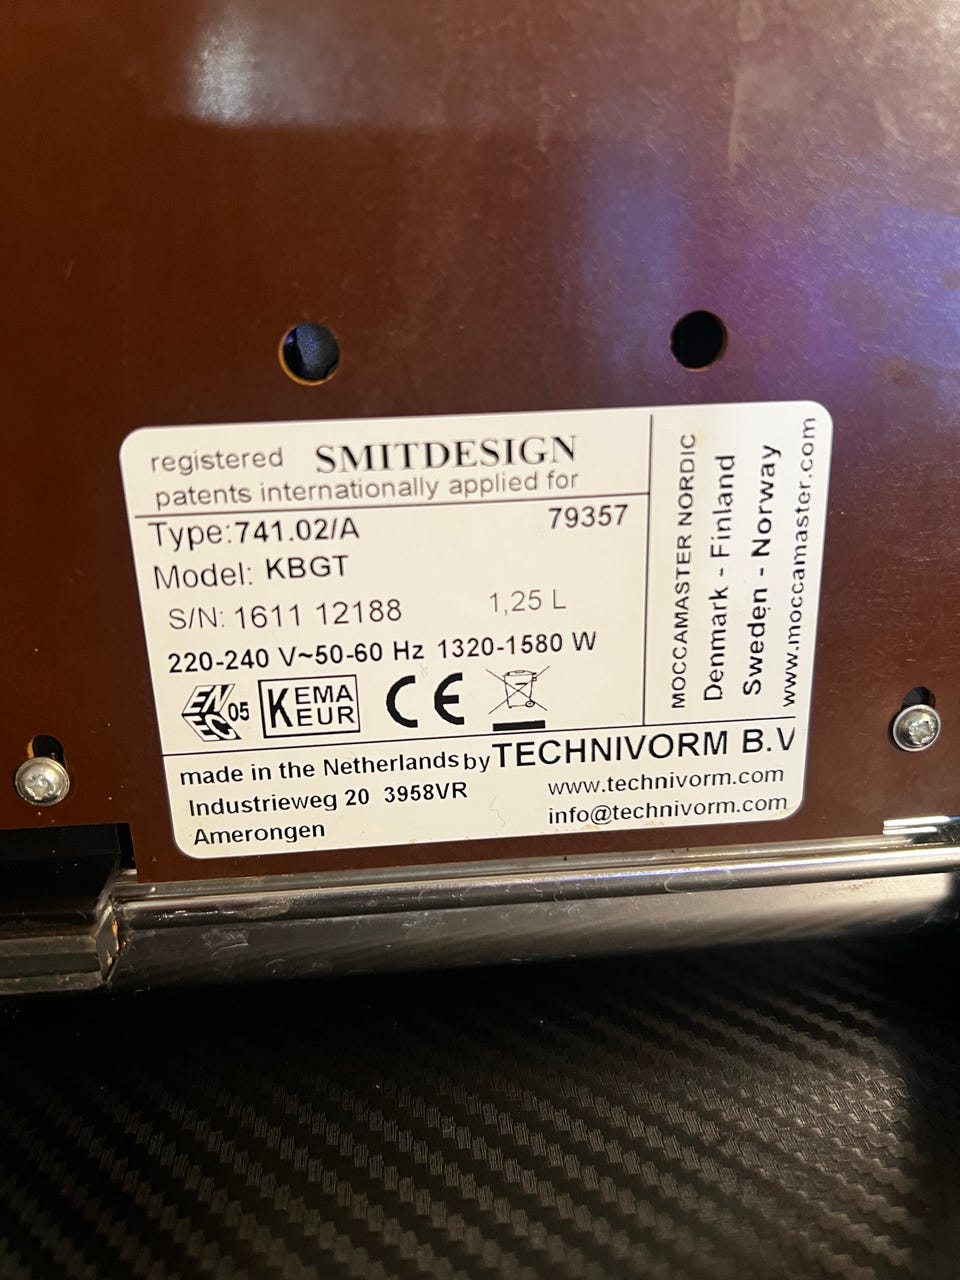 registered SMITDESIGN
patents internationally applied for
Type:741.02/A 79357
Model: KBGT
S/N: 1611 12188 1,25 L
220-240 V~50-60 Hz 1320-1580 W
EN
EC
05
KEMA
KEUR
CE
made in the Netherlands by TECHNIVORM B.V
Industrieweg 20 3958VR
Amerongen
www.technivorm.com
info@technivorm.com
MOCCAMASTER NORDIC
Denmark - Finland
Sweden - Norway
www.moccamaster.com